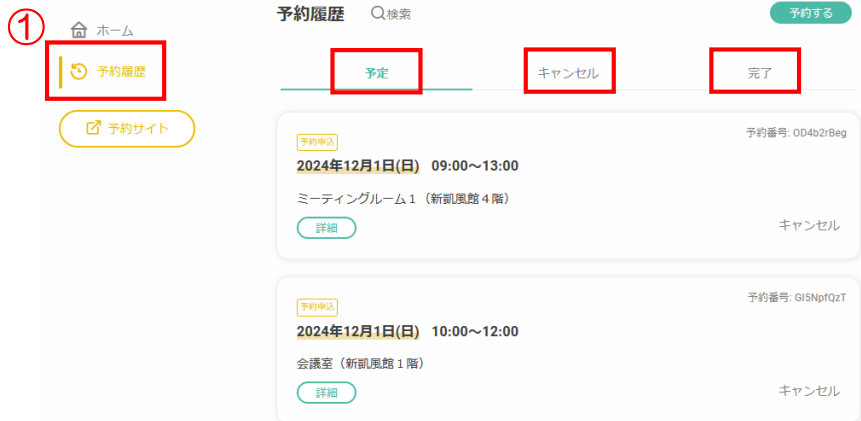 ①
ホーム
予約履歴
予約サイト
予約履歴 検索
予約する
予定 キャンセル 完了
予約番号: OD4b2rBeg
予約申込
2024年12月1日(日) 09:00～13:00
ミーティングルーム１（新凱風館４階）
詳細
キャンセル
予約番号: GI5NpfQzT
予約申込
2024年12月1日(日) 10:00～12:00
会議室（新凱風館１階）
詳細
キャンセル